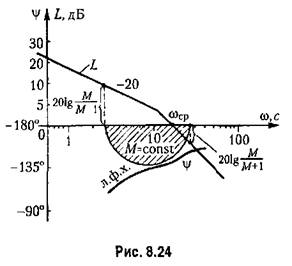 ψ L, дБ
30
20
L
10
-20
5
20lg M/M-1
ωср
ω, с
-180° 0
1
10
100
M=const
20lg M/M+1
-135°
л.ф.х.
ψ
-90°
Рис. 8.24